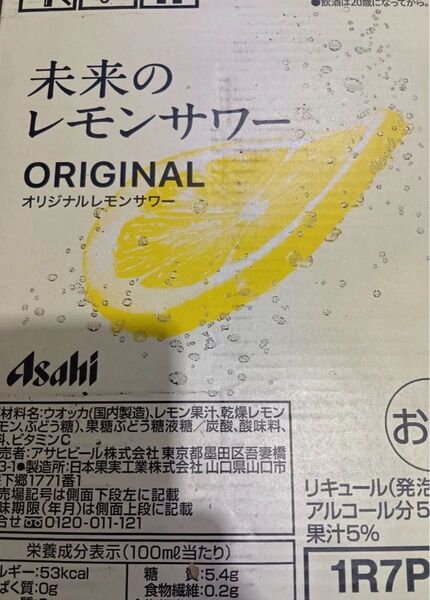 ●飲酒は20歳になってから。
未来の
レモンサワー
ORIGINAL
オリジナルレモンサワー
Asahi
材料名:ウオッカ(国内製造)、レモン果汁、乾燥レモン
モン、ぶどう糖)、果糖ぶどう糖液糖/炭酸、酸味料、
料、ビタミンC
売者:アサヒビール株式会社 東京都墨田区吾妻橋
3-1●製造所:日本果実工業株式会社 山口県山口市
下郷1771番1
売場記号は側面下段左に記載
味期限(年月)は側面上段に記載
合せ 0120-011-121
お
リキュール(発泡
アルコール分5
果汁5%
栄養成分表示(100mℓ当たり)
ルギー:53kcal 糖 質:5.4g
ぱく質:0g 食物繊維:0.2g
1R7P